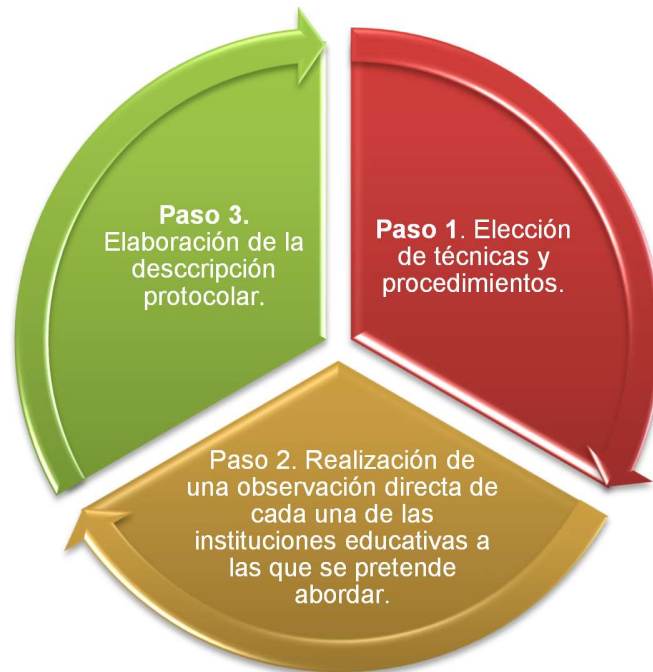 Paso 1. Elección
de técnicas y
procedimientos.
Paso 2. Realización de
una observación directa de
cada una de las
instituciones educativas a
las que se pretende
abordar.
Paso 3.
Elaboración de la
desccripción
protocolar.